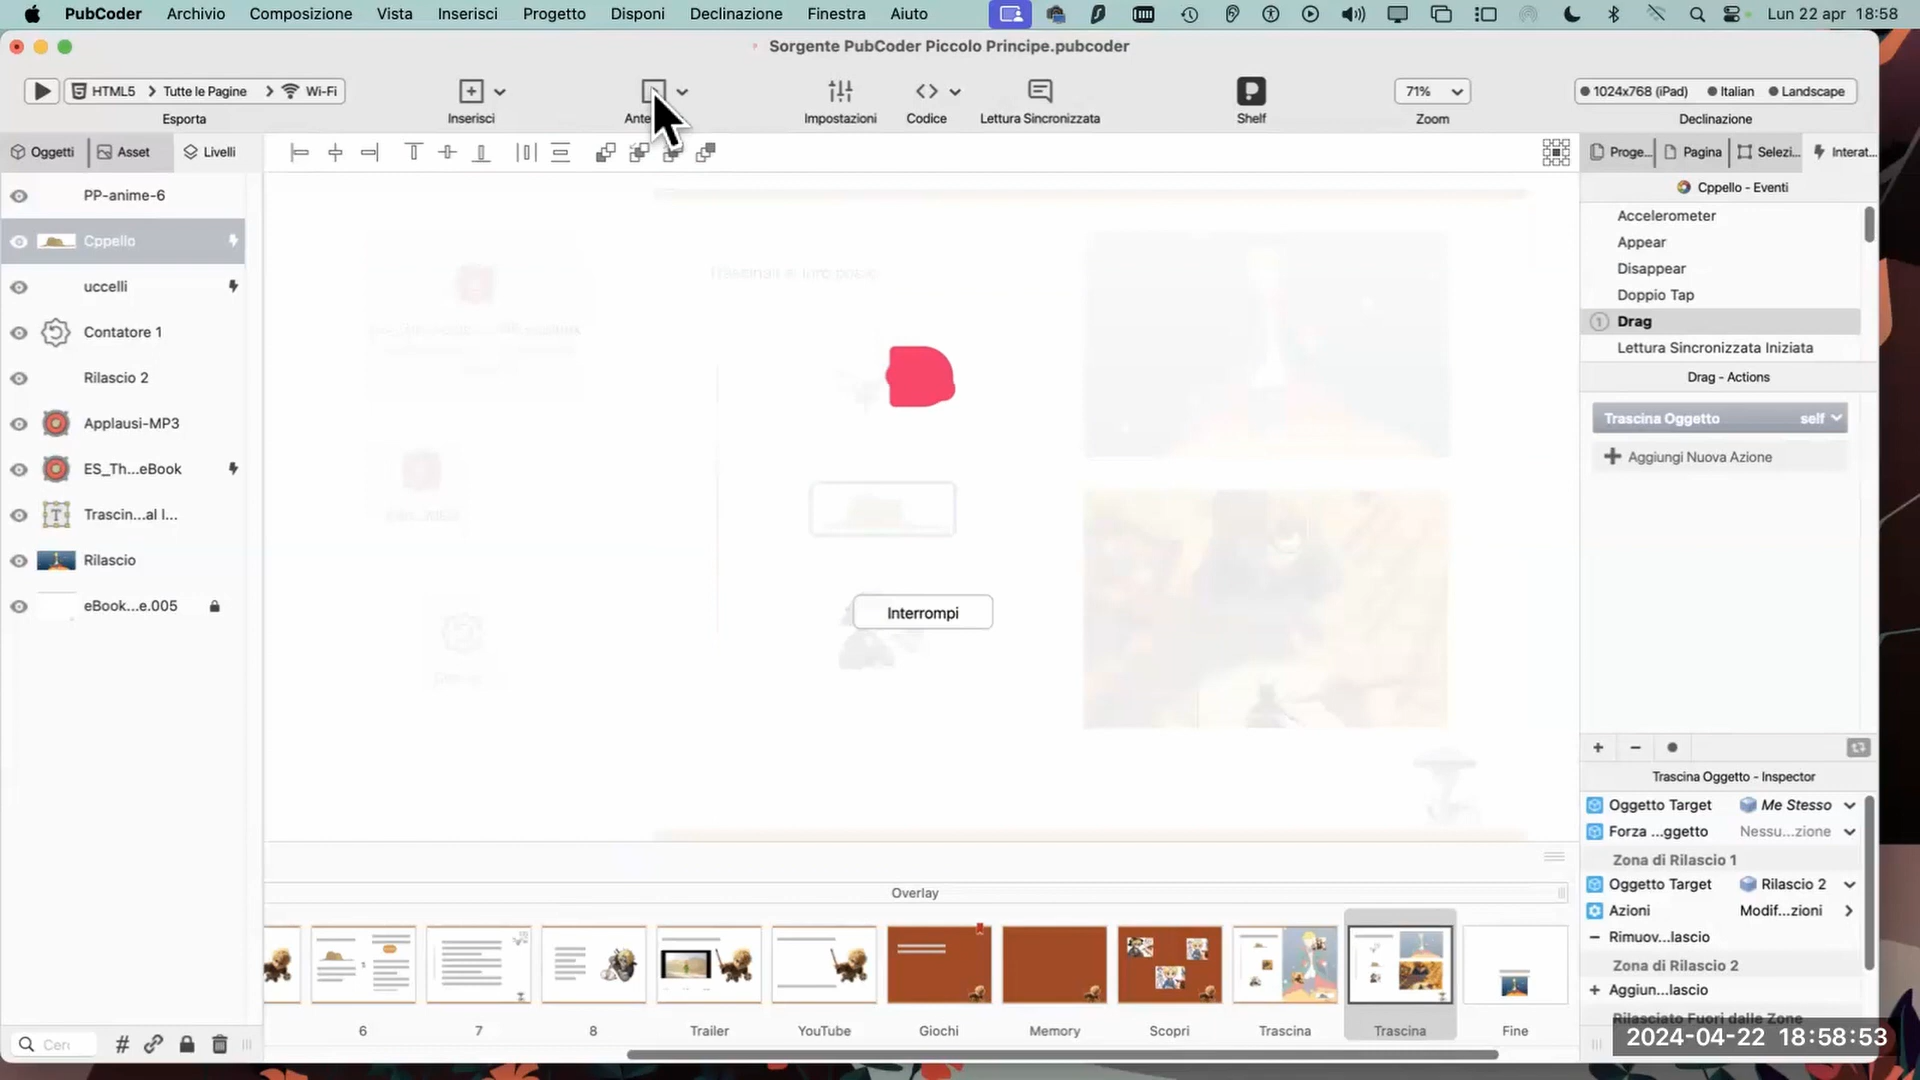 PubCoder Archivio Composizione Vista Inserisci Progetto Disponi Declinazione Finestra Aiuto Lun 22 apr 18:58
Sorgente PubCoder Piccolo Principe.pubcoder
HTML5 Tutte le Pagine Wi-Fi
71%
1024x768 (iPad) Italian Landscape
Esporta Inserisci Ante Impostazioni Codice Lettura Sincronizzata Shelf Zoom Declinazione
Oggetti Asset Livelli
Proge... Pagina Selezi... Interat...
PP-anime-6
Cppello
uccelli
Contatore 1
Rilascio 2
Applausi-MP3
ES_Th...eBook
Trascin...al l...
Rilascio
eBook...e.005
Interrompi
Cppello - Eventi
Accelerometer
Appear
Disappear
Doppio Tap
1 Drag
Lettura Sincronizzata Iniziata
Drag - Actions
Trascina Oggetto self
Aggiungi Nuova Azione
Trascina Oggetto - Inspector
Oggetto Target Me Stesso
Forza ...ggetto Nessu...zione
Zona di Rilascio 1
Oggetto Target Rilascio 2
Azioni Modif...zioni
Rimuov...lascio
Zona di Rilascio 2
Aggiun...lascio
Rilasciato Fuori dalle Zone
Overlay
6 7 8 Trailer YouTube Giochi Memory Scopri Trascina Trascina Fine
Cerc
2024-04-22 18:58:53